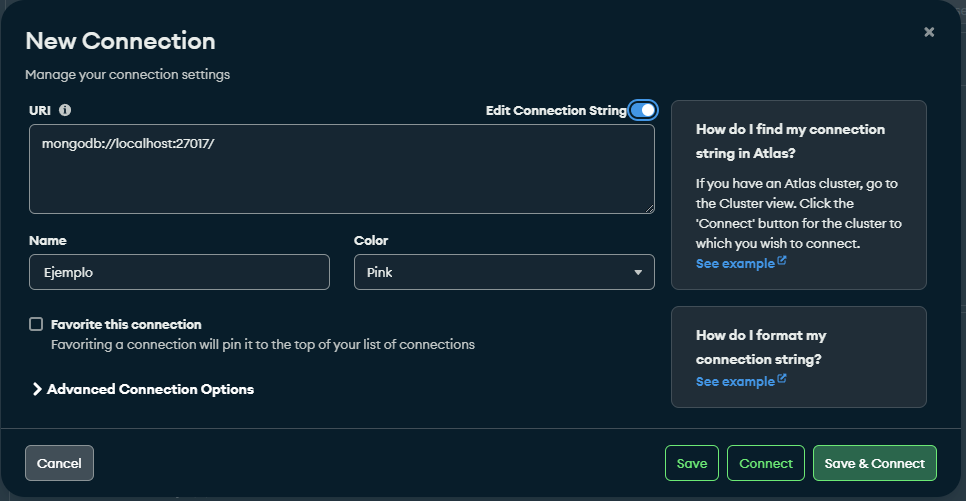 New Connection
Manage your connection settings
URI
Edit Connection String
mongodb://localhost:27017/
Name
Color
Ejemplo
Pink
Favorite this connection
Favoriting a connection will pin it to the top of your list of connections
Advanced Connection Options
How do I find my connection
string in Atlas?
If you have an Atlas cluster, go to
the Cluster view. Click the
'Connect' button for the cluster to
which you wish to connect.
See example
How do I format my
connection string?
See example
Cancel
Save
Connect
Save & Connect